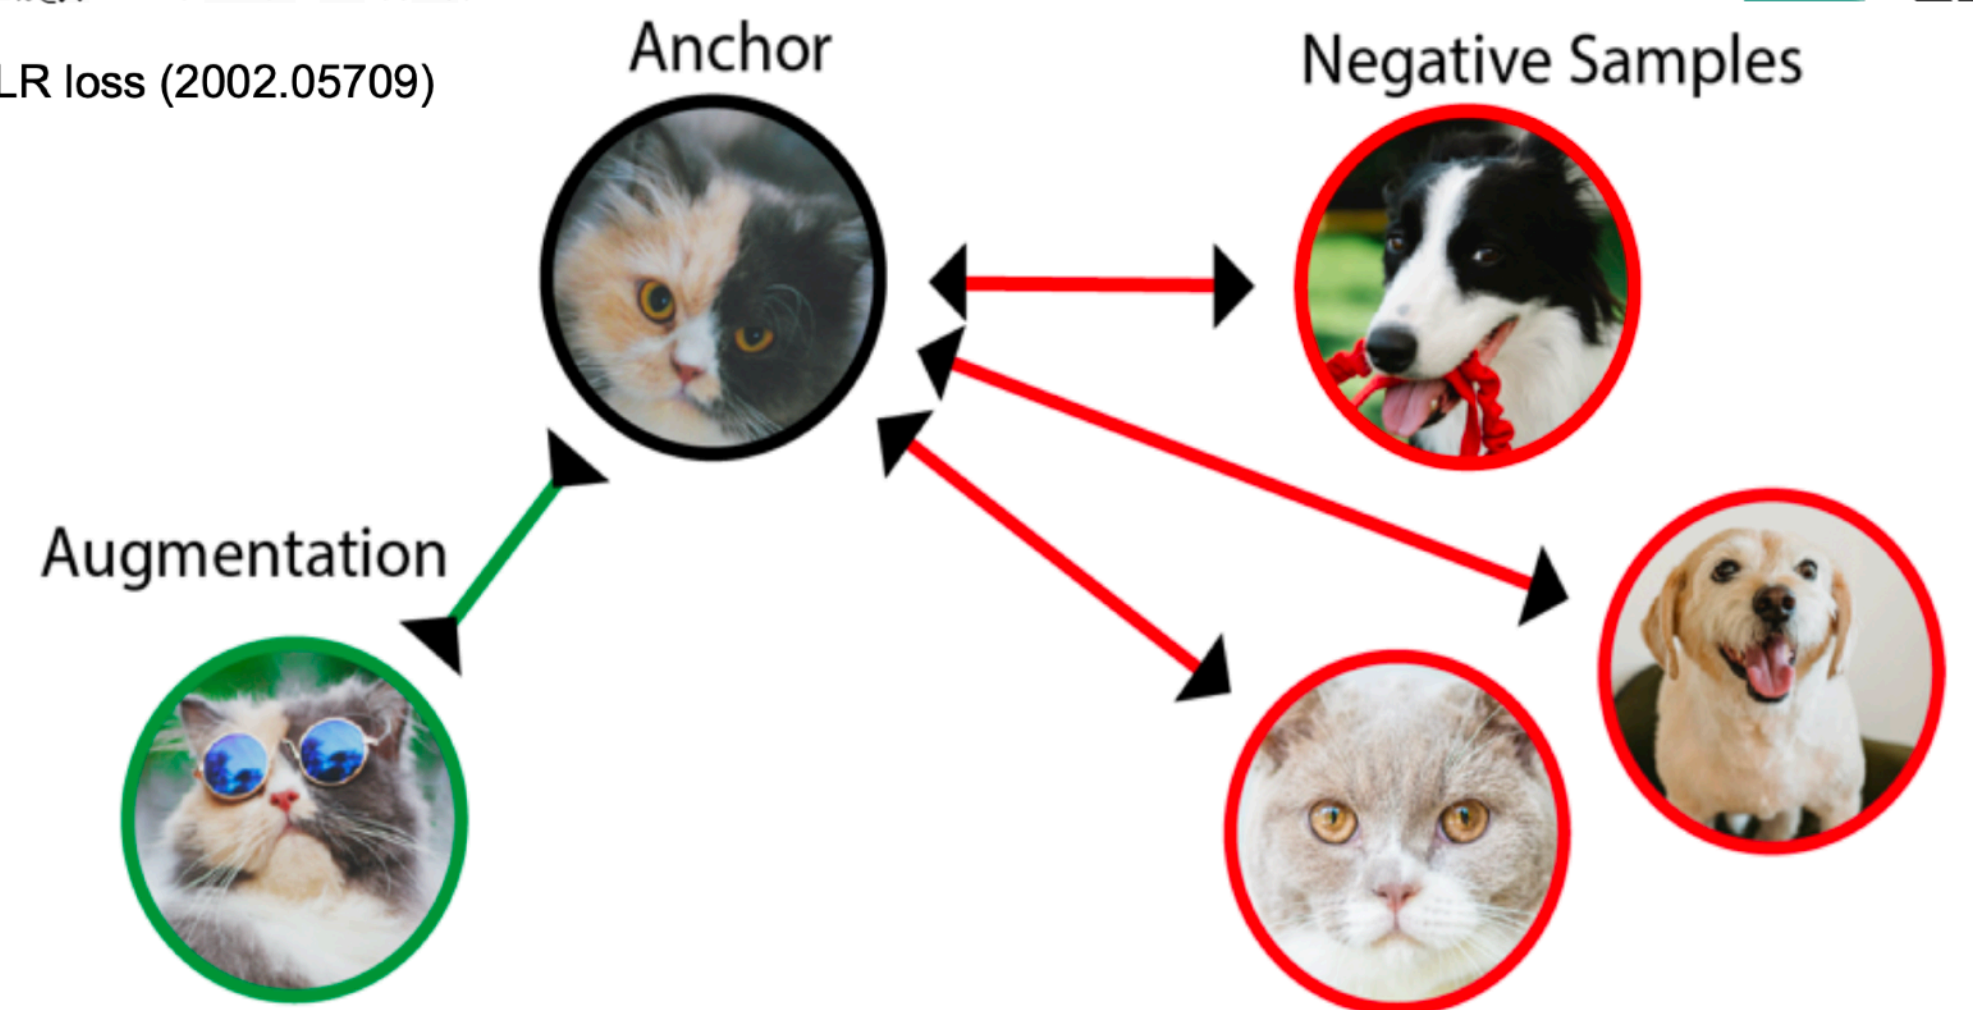 Anchor
Negative Samples
LR loss (2002.05709)
Augmentation